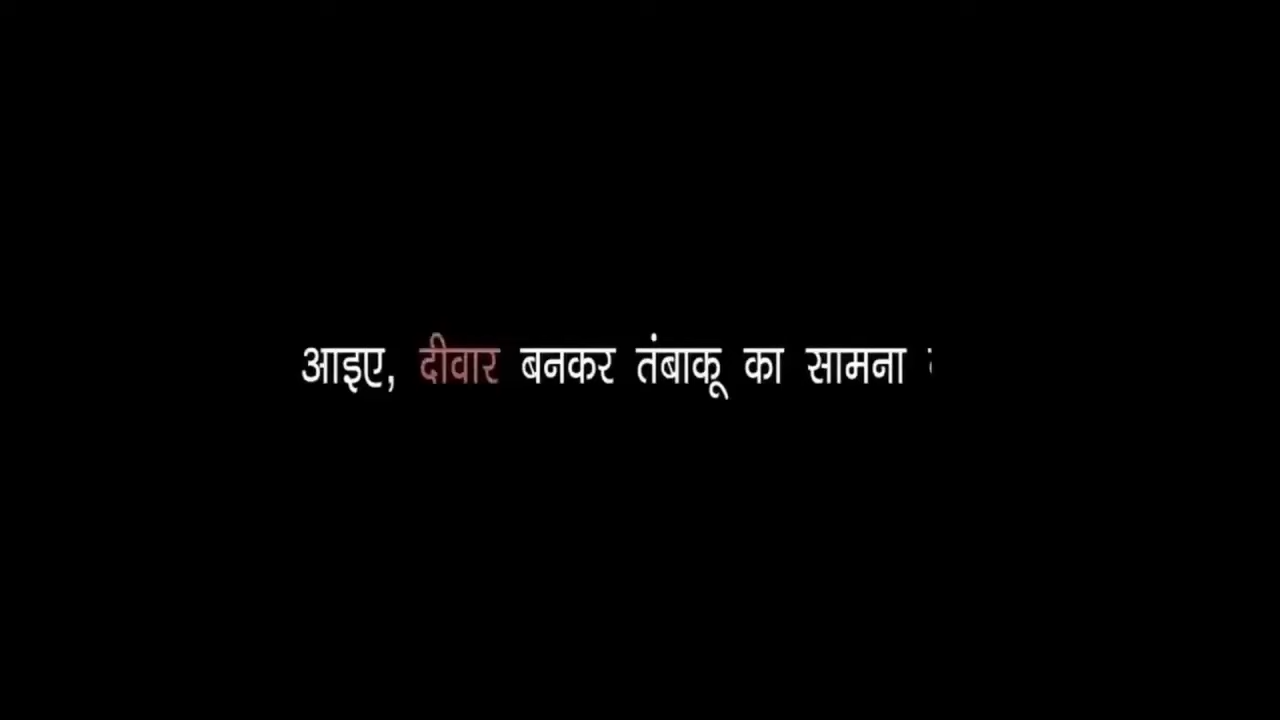 आइए, दीवार बनकर तंबाकू का सामना